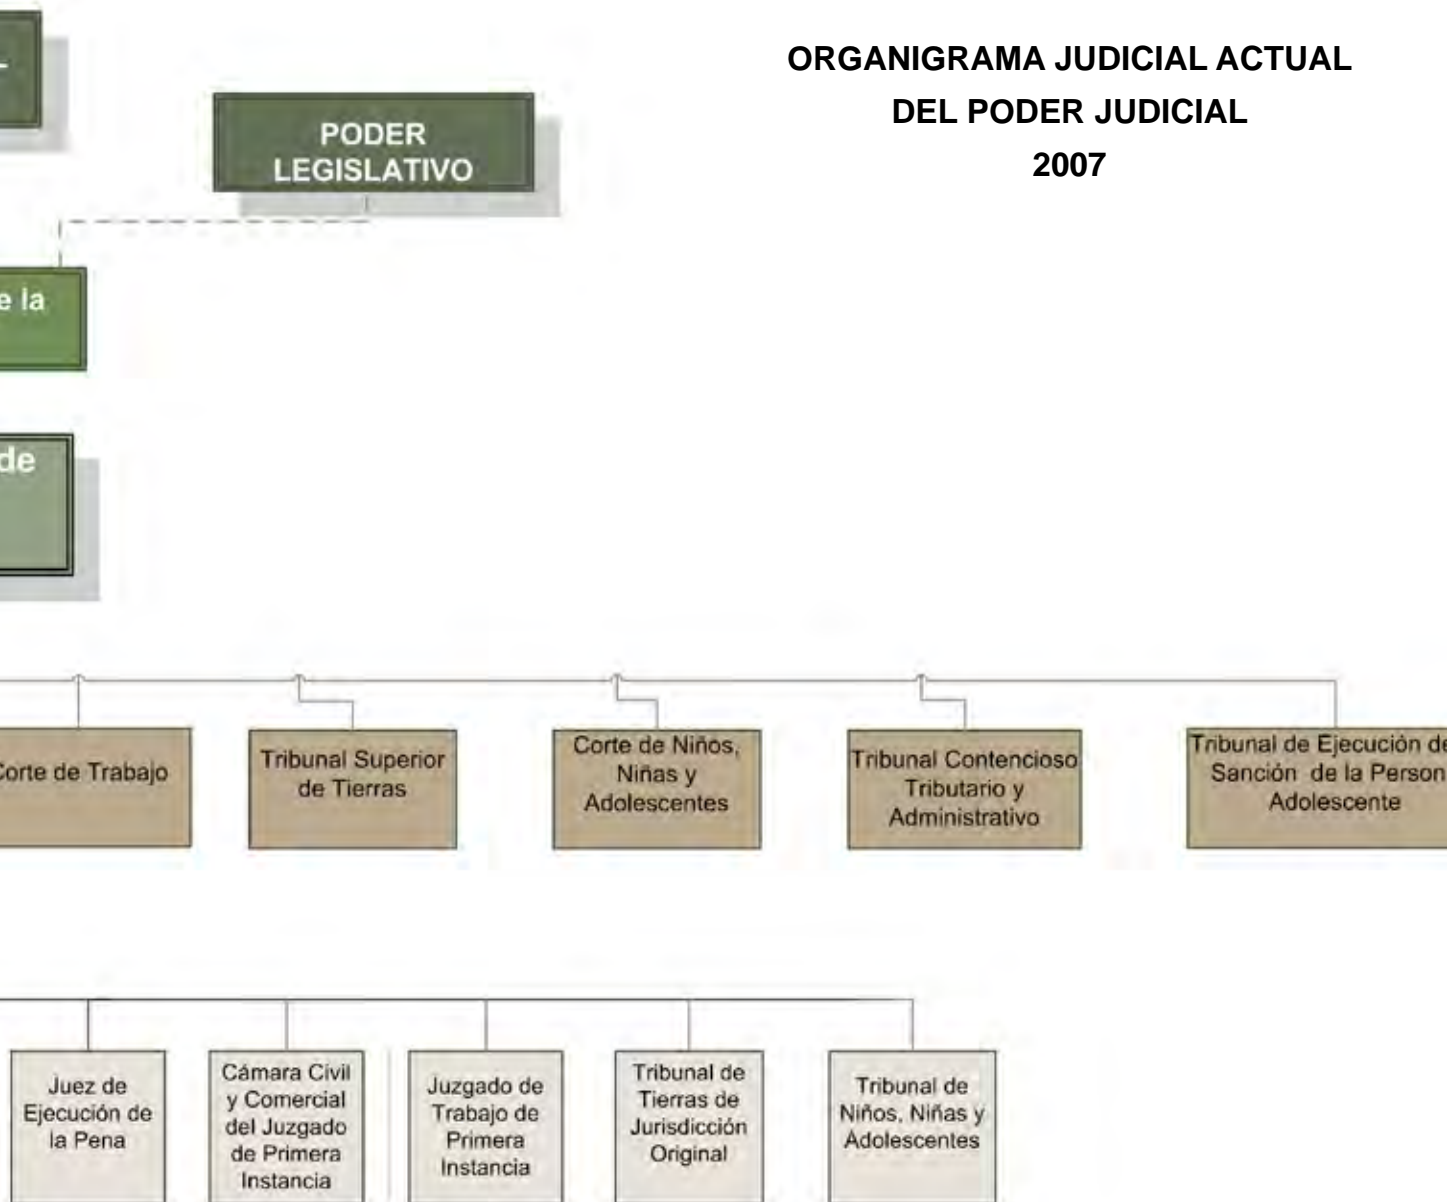 ORGANIGRAMA JUDICIAL ACTUAL
DEL PODER JUDICIAL
2007
PODER
LEGISLATIVO
e la
de
Corte de Trabajo
Tribunal Superior
de Tierras
Corte de Niños,
Niñas y
Adolescentes
Tribunal Contencioso
Tributario y
Administrativo
Tribunal de Ejecución de
Sanción de la Person
Adolescente
Juez de
Ejecución de
la Pena
Cámara Civil
y Comercial
del Juzgado
de Primera
Instancia
Juzgado de
Trabajo de
Primera
Instancia
Tribunal de
Tierras de
Jurisdicción
Original
Tribunal de
Niños, Niñas y
Adolescentes